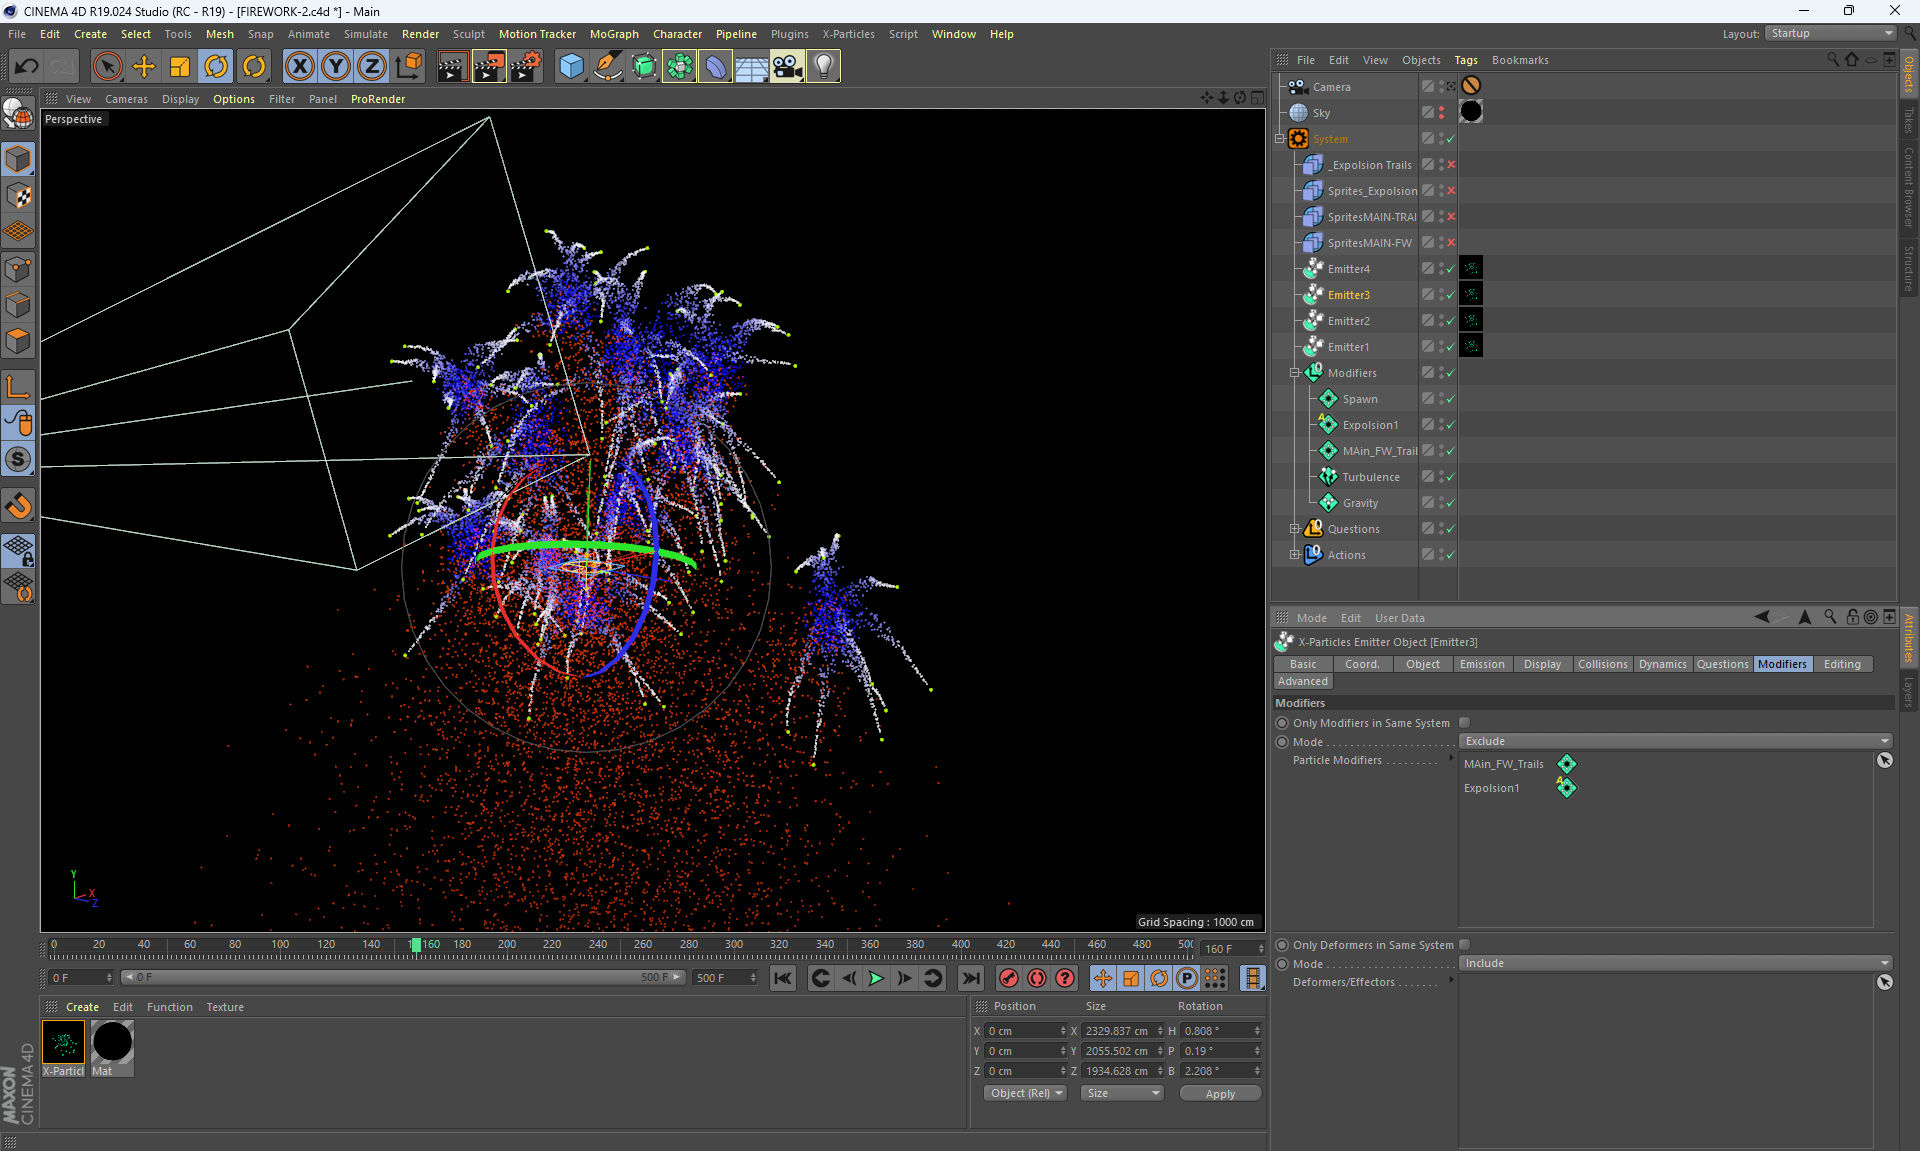 CINEMA 4D R19.024 Studio (RC - R19) - [FIREWORK-2.c4d *] - Main
File Edit Create Select Tools Mesh Snap Animate Simulate Render Sculpt Motion Tracker MoGraph Character Pipeline Plugins X-Particles Script Window Help
Layout: Startup
View Cameras Display Options Filter Panel ProRender
Perspective
Grid Spacing : 1000 cm
Y
X
Z
File Edit View Objects Tags Bookmarks
Camera
Sky
System
_Expolsion Trails
Sprites_Expolsion
SpritesMAIN-TRAI
SpritesMAIN-FW
Emitter4
Emitter3
Emitter2
Emitter1
Modifiers
Spawn
Expolsion1
MAin_FW_Trail
Turbulence
Gravity
Questions
Actions
Objects
Takes
Content Browser
Structure
Mode Edit User Data
X-Particles Emitter Object [Emitter3]
Basic Coord. Object Emission Display Collisions Dynamics Questions Modifiers Editing
Advanced
Modifiers
Only Modifiers in Same System
Mode Exclude
Particle Modifiers MAin_FW_Trails
Expolsion1
Only Deformers in Same System
Mode Include
Deformers/Effectors
Attributes
Layers
0 20 40 60 80 100 120 140 1 160 180 200 220 240 260 280 300 320 340 360 380 400 420 440 460 480 500 160 F
0 F 0 F 500 F 500 F
Create Edit Function Texture
X-Particl Mat
MAXON
CINEMA 4D
Position Size Rotation
X 0 cm X 2329.837 cm H 0.808 °
Y 0 cm Y 2055.502 cm P 0.19 °
Z 0 cm Z 1934.628 cm B 2.208 °
Object (Rel) Size Apply